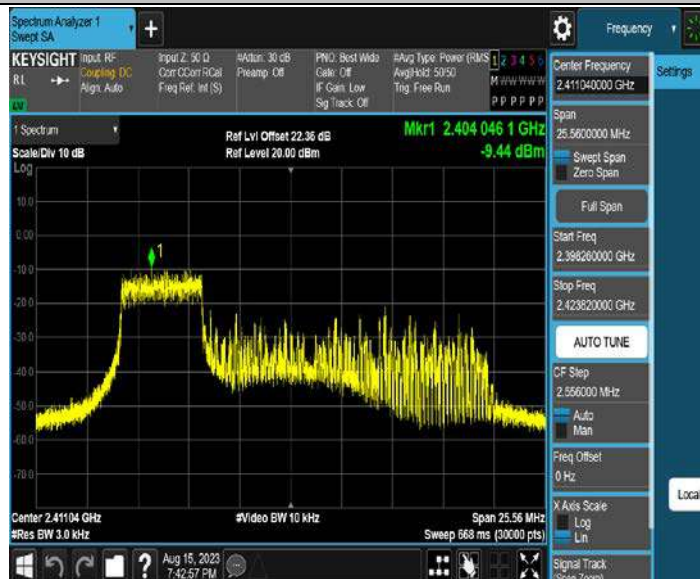 Spectrum Analyzer 1
Swept SA
Frequency
KEYSIGHT
RL
Input: RF
Coupling: DC
Align: Auto
Input Z: 50 Ω
Corr CCorr RCal
Freq Ref: Int (S)
#Atten: 30 dB
Preamp: Off
PNO: Best Wide
Gate: Off
IF Gain: Low
Sig Track: Off
#Avg Type: Power (RMS
Avg|Hold: 50/50
Trig: Free Run
1 2 3 4 5 6
M W W W W W
P P P P P P
1 Spectrum
Scale/Div 10 dB
Ref Lvl Offset 22.36 dB
Ref Level 20.00 dBm
Mkr1 2.404 046 1 GHz
-9.44 dBm
Log
10.0
0.00
-10.0
-20.0
-30.0
-40.0
-50.0
-60.0
-70.0
1
Center 2.41104 GHz
#Res BW 3.0 kHz
#Video BW 10 kHz
Span 25.56 MHz
Sweep 668 ms (30000 pts)
Center Frequency
2.411040000 GHz
Settings
Span
25.5600000 MHz
Swept Span
Zero Span
Full Span
Start Freq
2.398260000 GHz
Stop Freq
2.423820000 GHz
AUTO TUNE
CF Step
2.556000 MHz
Auto
Man
Freq Offset
0 Hz
X Axis Scale
Log
Lin
Local
Signal Track
(Span Zoom)
Aug 15, 2023
7:42:57 PM